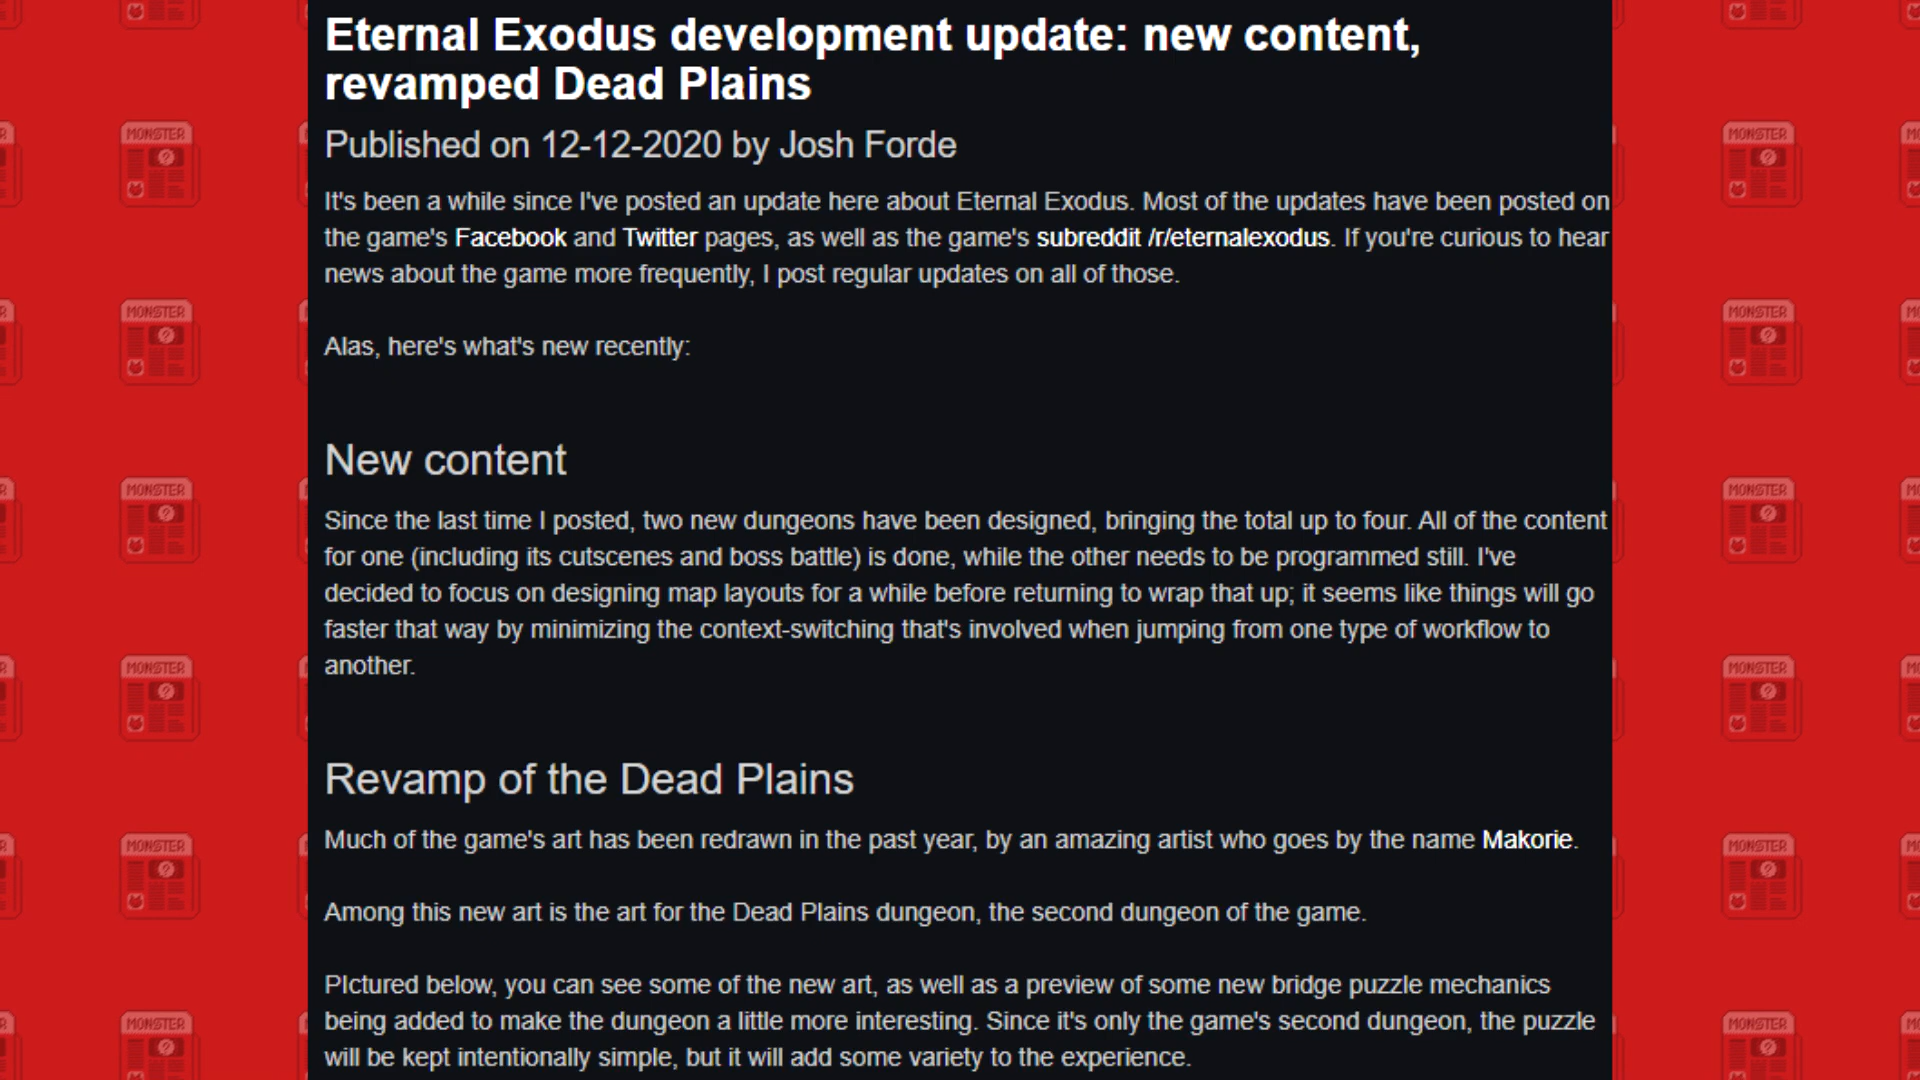 Eternal Exodus development update: new content,
revamped Dead Plains
Published on 12-12-2020 by Josh Forde
It's been a while since I've posted an update here about Eternal Exodus. Most of the updates have been posted on
the game's Facebook and Twitter pages, as well as the game's subreddit /r/eternalexodus. If you're curious to hear
news about the game more frequently, I post regular updates on all of those.
Alas, here's what's new recently:
New content
Since the last time I posted, two new dungeons have been designed, bringing the total up to four. All of the content
for one (including its cutscenes and boss battle) is done, while the other needs to be programmed still. I've
decided to focus on designing map layouts for a while before returning to wrap that up; it seems like things will go
faster that way by minimizing the context-switching that's involved when jumping from one type of workflow to
another.
Revamp of the Dead Plains
Much of the game's art has been redrawn in the past year, by an amazing artist who goes by the name Makorie.
Among this new art is the art for the Dead Plains dungeon, the second dungeon of the game.
PIctured below, you can see some of the new art, as well as a preview of some new bridge puzzle mechanics
being added to make the dungeon a little more interesting. Since it's only the game's second dungeon, the puzzle
will be kept intentionally simple, but it will add some variety to the experience.
MONSTER
MONSTER
MONSTER
MONSTER
MONSTER
MONSTER
MONSTER
MONSTER
MONSTER
MONSTER
MONSTER
MONSTER